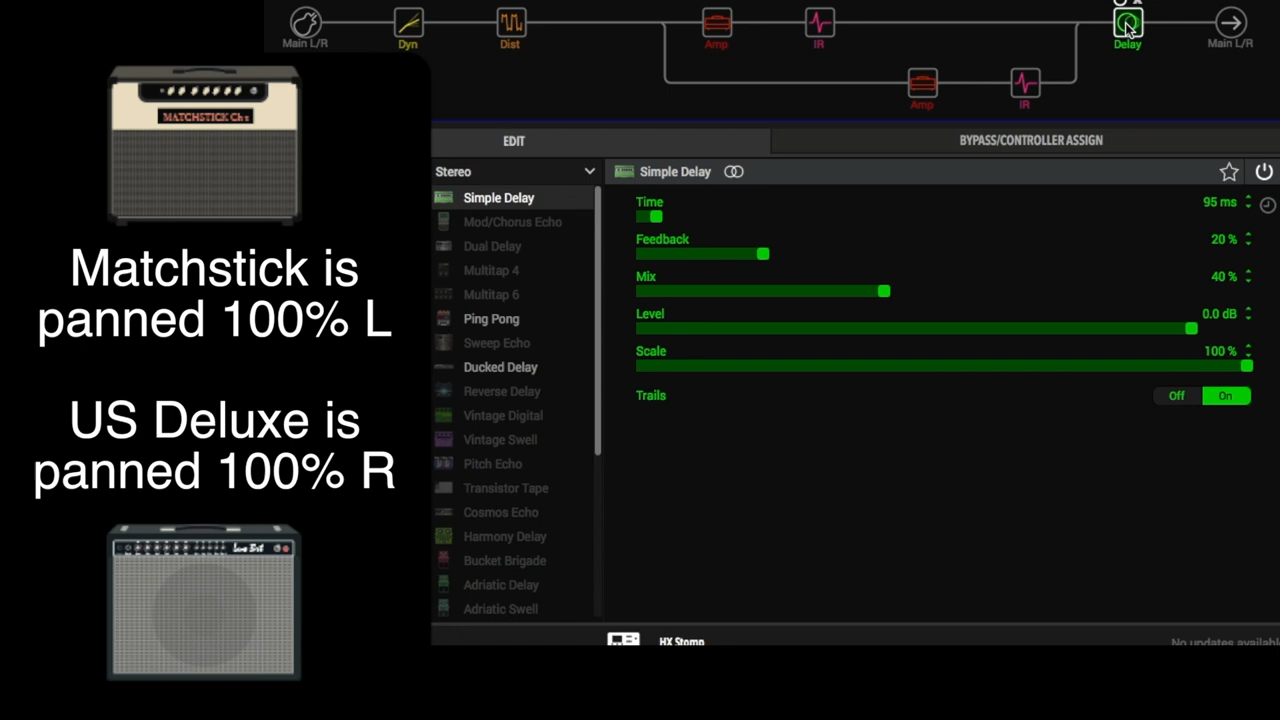 Main L/R
Dyn
Dist
Amp
IR
Delay
Main L/R
Amp
IR
MATCHSTICK Ch1
Matchstick is
panned 100% L
US Deluxe is
panned 100% R
EDIT
BYPASS/CONTROLLER ASSIGN
Stereo
Simple Delay
Mod/Chorus Echo
Dual Delay
Multitap 4
Multitap 6
Ping Pong
Sweep Echo
Ducked Delay
Reverse Delay
Vintage Digital
Vintage Swell
Pitch Echo
Transistor Tape
Cosmos Echo
Harmony Delay
Bucket Brigade
Adriatic Delay
Adriatic Swell
Simple Delay
Time 95 ms
Feedback 20 %
Mix 40 %
Level 0.0 dB
Scale 100 %
Trails Off On
HX Stomp
No updates available